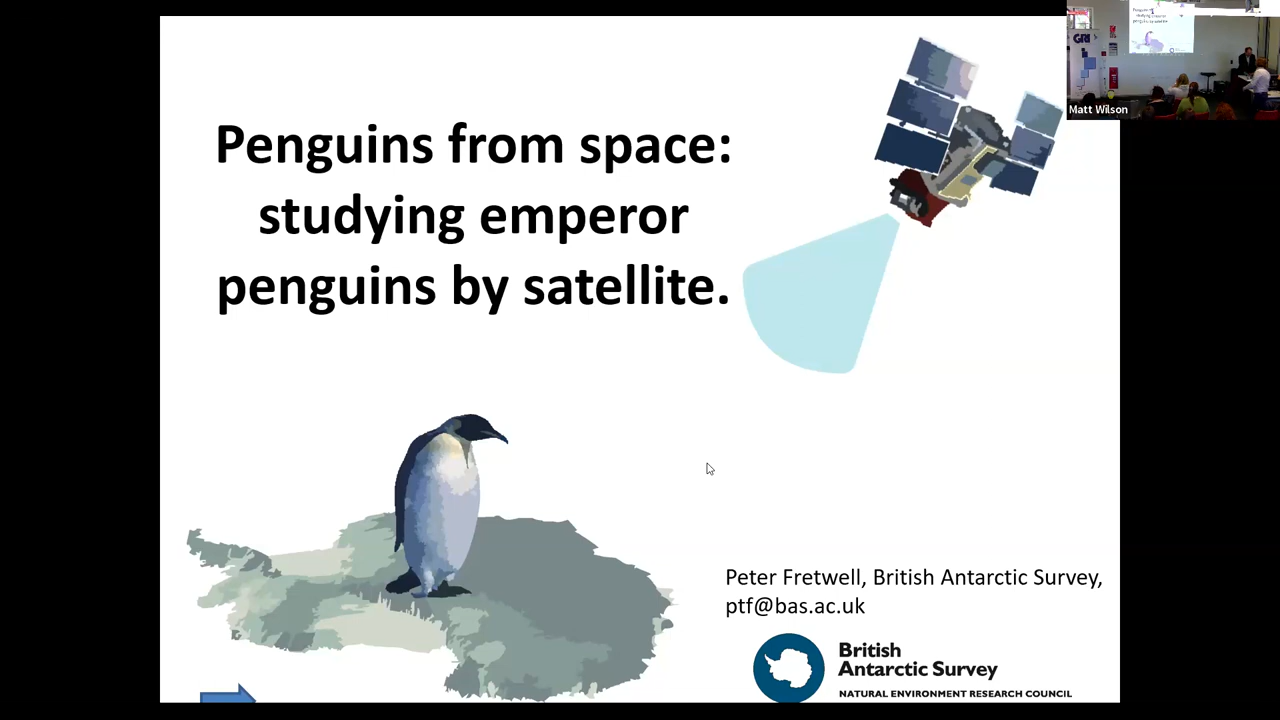 Penguins from space:
studying emperor
penguins by satellite.
Peter Fretwell, British Antarctic Survey,
ptf@bas.ac.uk
British
Antarctic Survey
NATURAL ENVIRONMENT RESEARCH COUNCIL
GRI
Matt Wilson